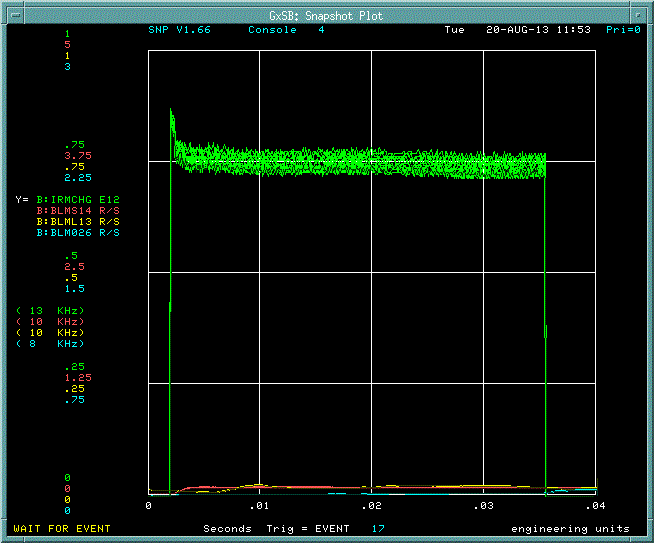 GxSB: Snapshot Plot
SNP V1.66 Console 4 Tue 20-AUG-13 11:53 Pri=0
1
5
1
3
.75
3.75
.75
2.25
Y= B:IRMCHG E12
B:BLMS14 R/S
B:BLML13 R/S
B:BLM026 R/S
.5
2.5
.5
1.5
( 13 KHz)
( 10 KHz)
( 10 KHz)
( 8 KHz)
.25
1.25
.25
.75
0
0
0
0
0 .01 .02 .03 .04
WAIT FOR EVENT Seconds Trig = EVENT 17 engineering units